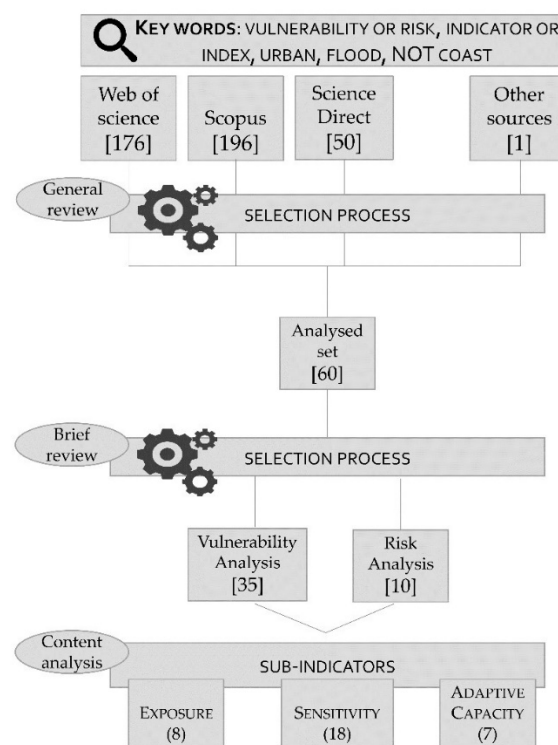 KEY WORDS: VULNERABILITY OR RISK, INDICATOR OR
INDEX, URBAN, FLOOD, NOT COAST
Web of
science
[176]
Scopus
[196]
Science
Direct
[50]
Other
sources
[1]
General
review
SELECTION PROCESS
Analysed
set
[60]
Brief
review
SELECTION PROCESS
Vulnerability
Analysis
[35]
Risk
Analysis
[10]
Content
analysis
SUB-INDICATORS
EXPOSURE
(8)
SENSITIVITY
(18)
ADAPTIVE
CAPACITY
(7)